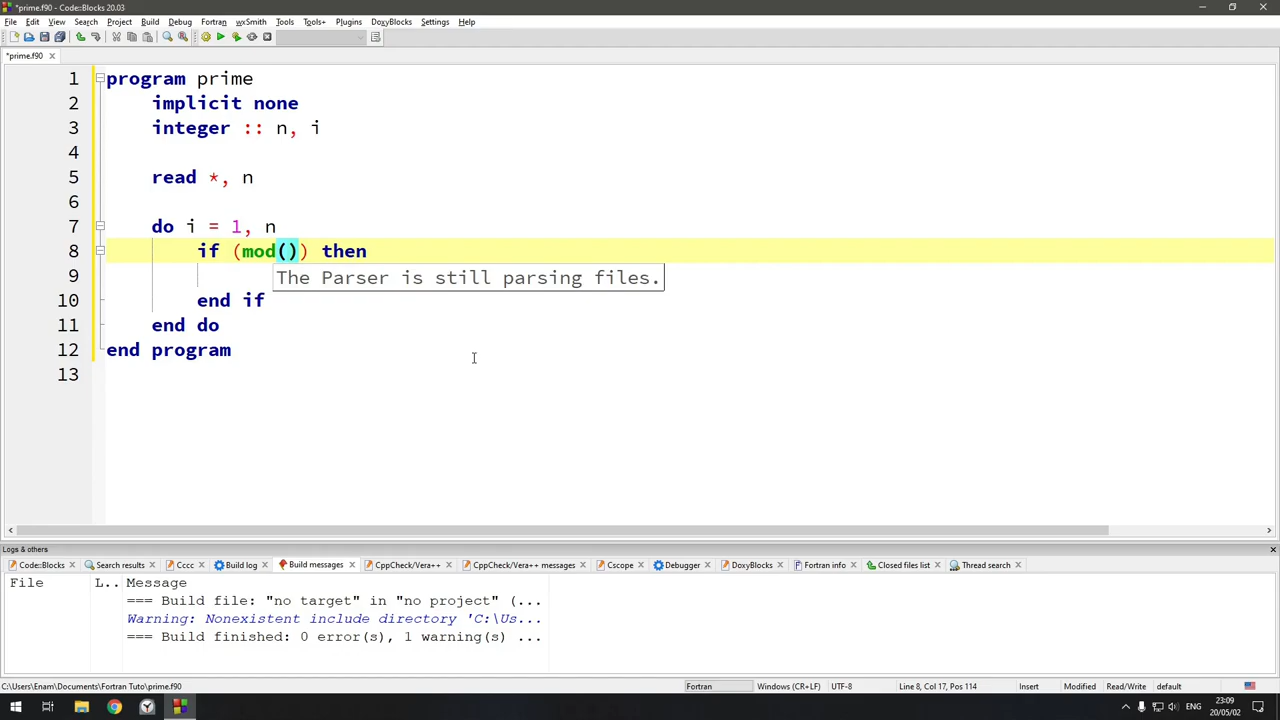 *prime.f90 - Code::Blocks 20.03
File Edit View Search Project Build Debug Fortran wxSmith Tools Tools+ Plugins DoxyBlocks Settings Help
*prime.f90
1 program prime
2 implicit none
3 integer :: n, i
4
5 read *, n
6
7 do i = 1, n
8 if (mod()) then
9 The Parser is still parsing files.
10 end if
11 end do
12 end program
13
Logs & others
Code::Blocks Search results Cccc Build log Build messages CppCheck/Vera++ CppCheck/Vera++ messages Cscope Debugger DoxyBlocks Fortran info Closed files list Thread search
File L.. Message
=== Build file: "no target" in "no project" (...
Warning: Nonexistent include directory 'C:\Us...
=== Build finished: 0 error(s), 1 warning(s) ...
C:\Users\Enam\Documents\Fortran Tuto\prime.f90 Fortran Windows (CR+LF) UTF-8 Line 8, Col 17, Pos 114 Insert Modified Read/Write default
ENG 23:09
20/05/02